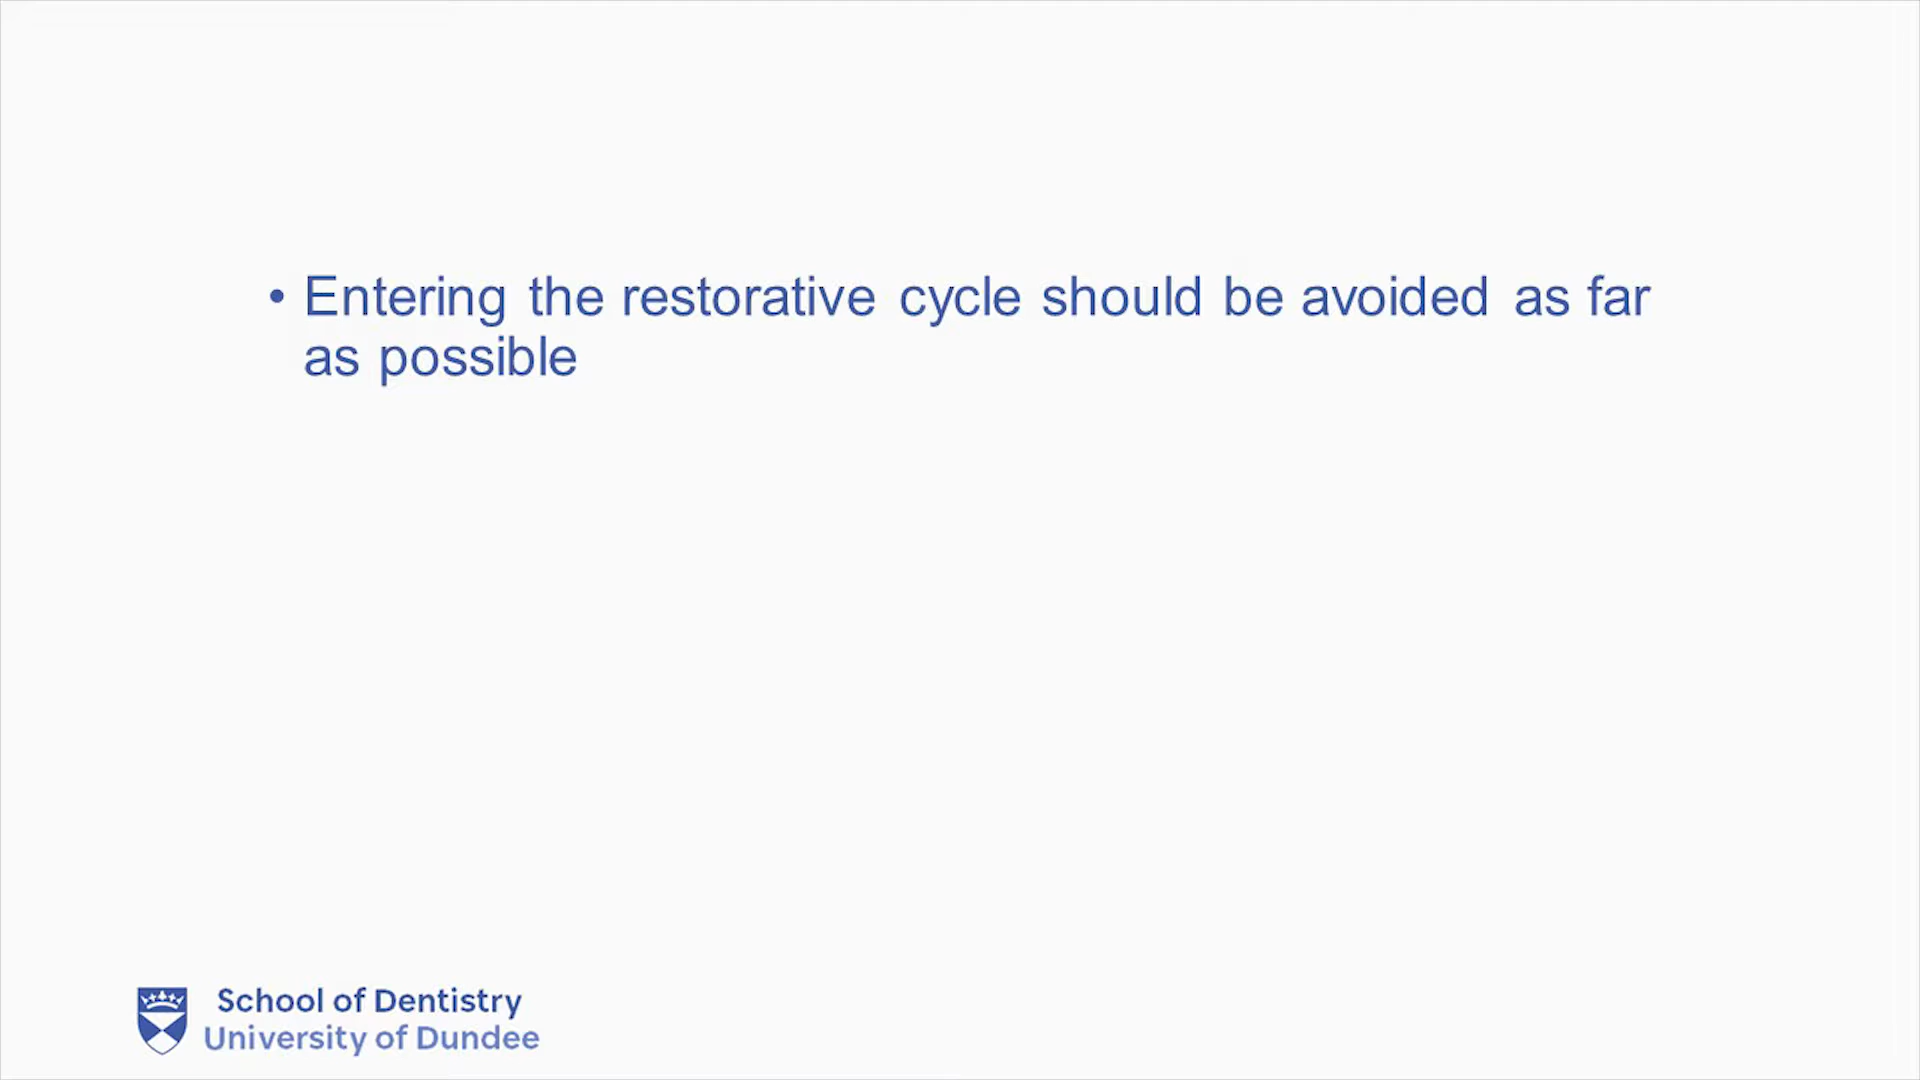 • Entering the restorative cycle should be avoided as far
as possible
School of Dentistry
University of Dundee